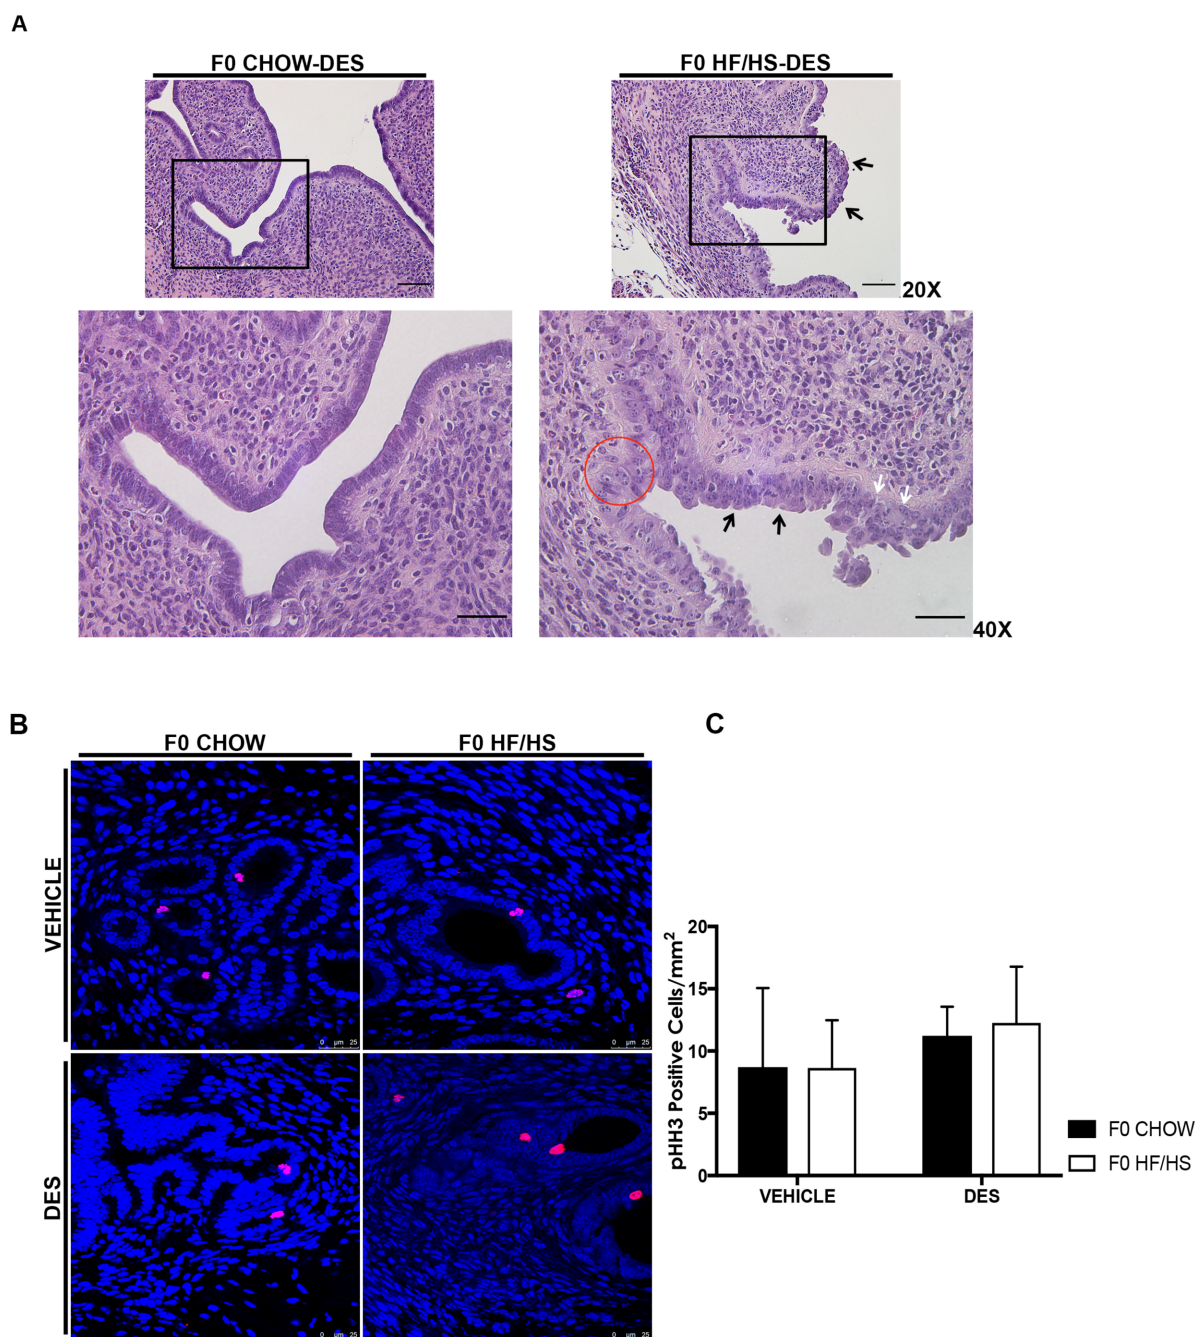 A
F0 CHOW-DES
F0 HF/HS-DES
20X
40X
B
C
F0 CHOW
F0 HF/HS
VEHICLE
DES
0 µm 25
0 µm 25
0 µm 25
0 µm 25
pHH3 Positive Cells/mm²
20
15
10
5
0
VEHICLE
DES
F0 CHOW
F0 HF/HS